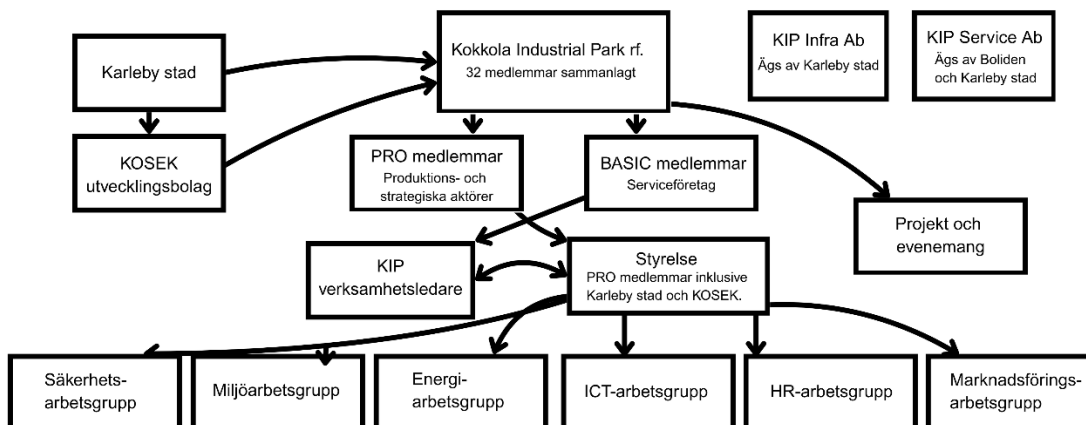 Karleby stad
Kokkola Industrial Park rf.
32 medlemmar sammanlagt
KIP Infra Ab
Ägs av Karleby stad
KIP Service Ab
Ägs av Boliden
och Karleby stad
KOSEK
utvecklingsbolag
PRO medlemmar
Produktions- och
strategiska aktörer
BASIC medlemmar
Serviceföretag
Projekt och
evenemang
KIP
verksamhetsledare
Styrelse
PRO medlemmar inklusive
Karleby stad och KOSEK.
Säkerhets-
arbetsgrupp
Miljöarbetsgrupp
Energi-
arbetsgrupp
ICT-arbetsgrupp
HR-arbetsgrupp
Marknadsförings-
arbetsgrupp